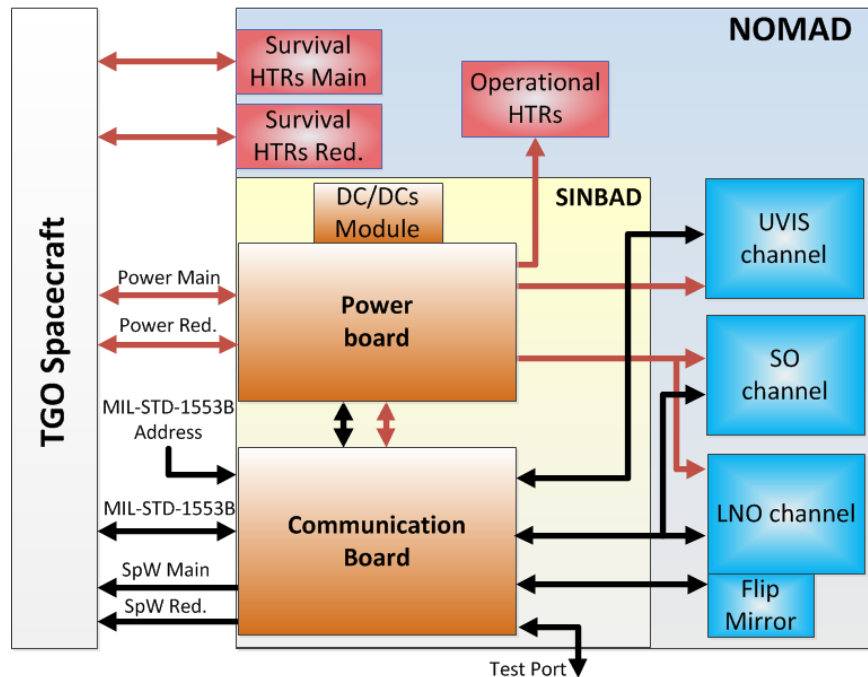 NOMAD
Survival
HTRs Main
Operational
HTRs
Survival
HTRs Red.
TGO Spacecraft
DC/DCs
Module
SINBAD
UVIS
channel
Power Main
Power Red.
Power
board
SO
channel
MIL-STD-1553B
Address
MIL-STD-1553B
Communication
Board
LNO channel
SpW Main
SpW Red.
Flip
Mirror
Test Port